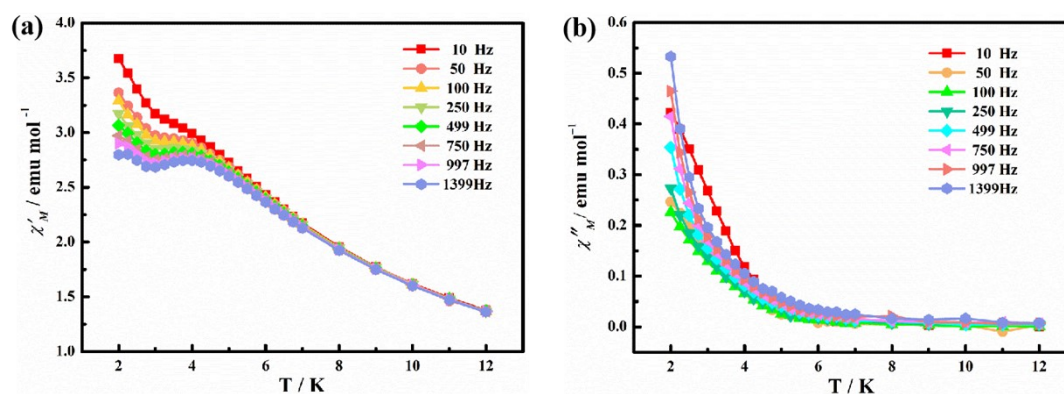 (a)
4.0
3.5
3.0
2.5
2.0
1.5
1.0
χ′M / emu mol -1
10 Hz
50 Hz
100 Hz
250 Hz
499 Hz
750 Hz
997 Hz
1399Hz
2 4 6 8 10 12
T / K
(b)
0.6
0.5
0.4
0.3
0.2
0.1
0.0
χ″M / emu mol−1
10 Hz
50 Hz
100 Hz
250 Hz
499 Hz
750 Hz
997 Hz
1399Hz
2 4 6 8 10 12
T / K